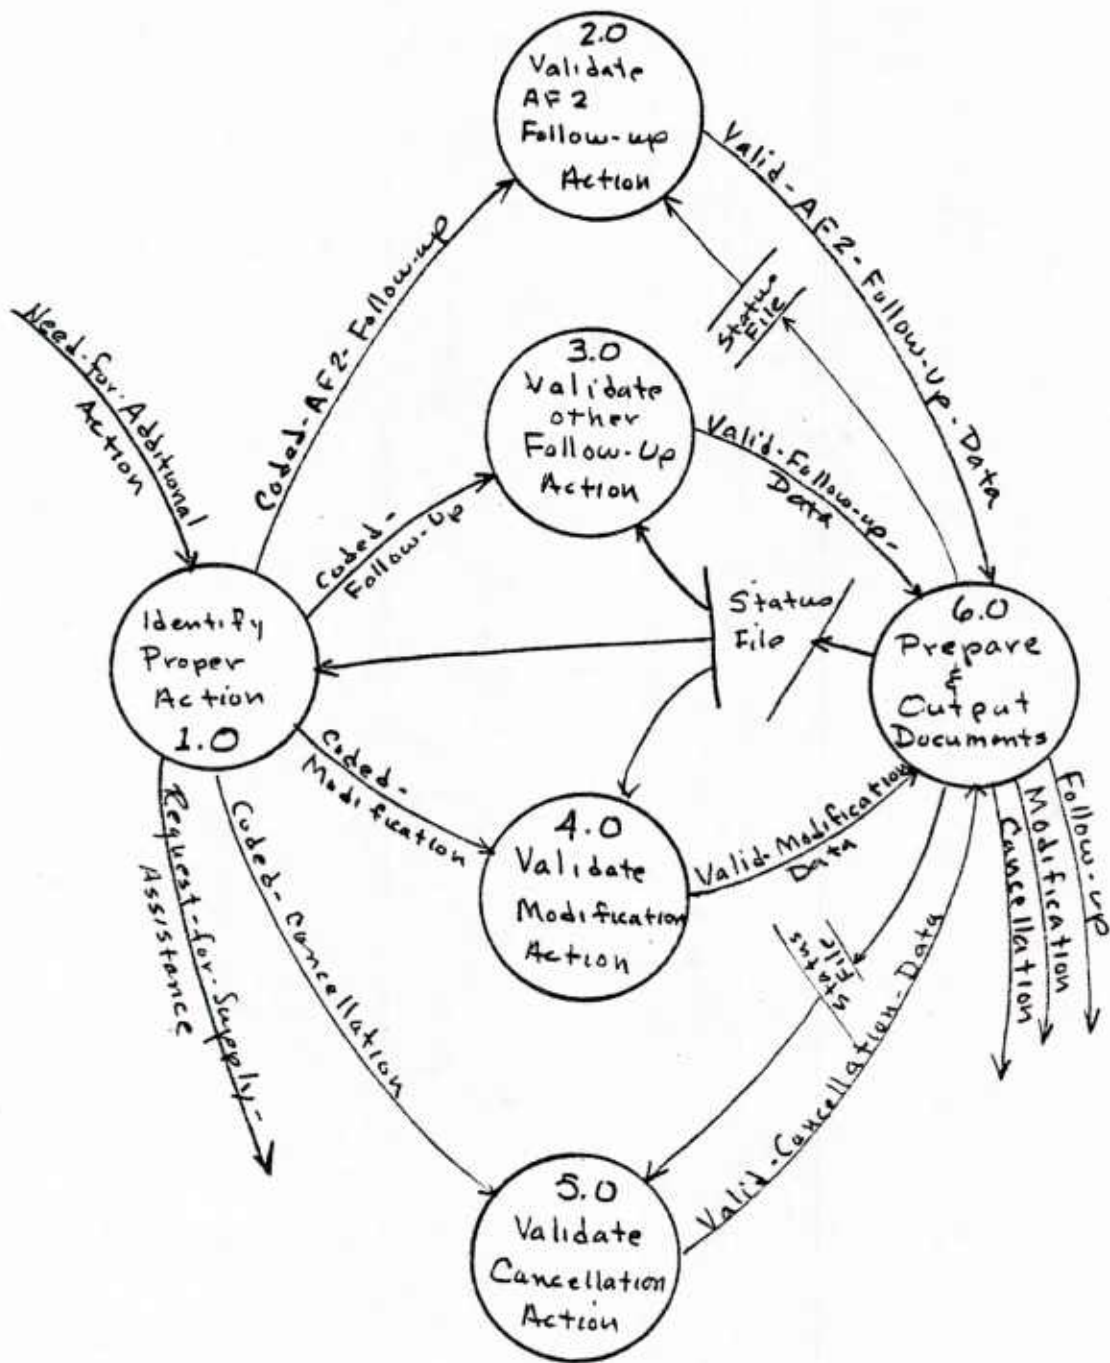 2.0
Validate
AF2
Follow-up
Action
Valid-AF2-Follow-Up-Data
Status
File
Coded-AF2-Follow-up
Need-for-Additional
Action
3.0
Validate
other
Follow-Up
Action
Valid-Follow-up-
Data
Coded-
Follow-Up
Status
File
Identify
Proper
Action
1.0
6.0
Prepare
&
Output
Documents
Coded-
Modification
4.0
Validate
Modification
Action
Valid-Modification
Data
Follow-up
Modification
Cancellation
Request-for-Supply-
Assistance
Coded-Cancellation
Status
File
Valid-Cancellation-Data
5.0
Validate
Cancellation
Action